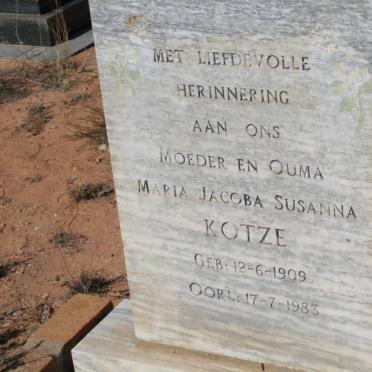 MET LIEFDEVOLLE
HERINNERING
AAN ONS
MOEDER EN OUMA
MARIA JACOBA SUSANNA
KOTZE
GEB: 12-6-1909
OORL: 17-7-1983